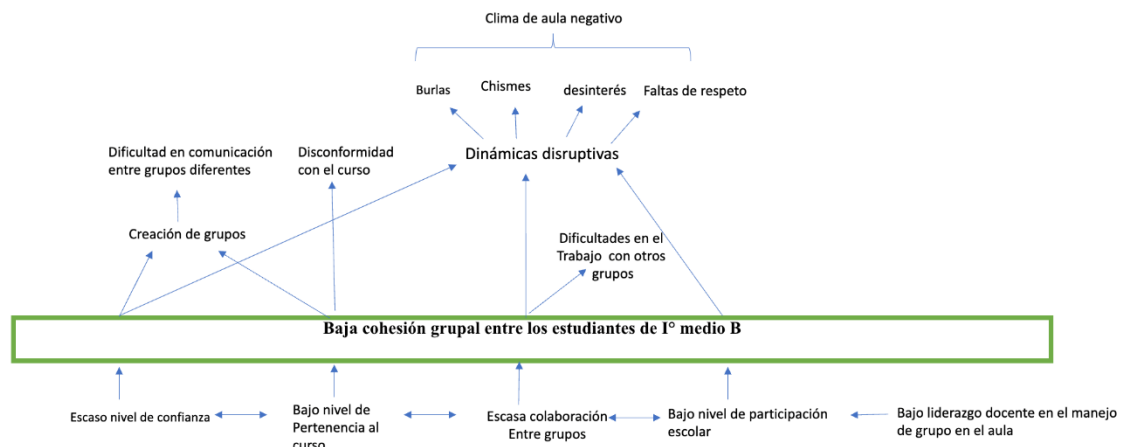 Clima de aula negativo
Burlas
Chismes
desinterés
Faltas de respeto
Dificultad en comunicación
entre grupos diferentes
Disconformidad
con el curso
Dinámicas disruptivas
Creación de grupos
Dificultades en el
Trabajo con otros
grupos
Baja cohesión grupal entre los estudiantes de I° medio B
Escaso nivel de confianza
Bajo nivel de
Pertenencia al
curso
Escasa colaboración
Entre grupos
Bajo nivel de participación
escolar
Bajo liderazgo docente en el manejo
de grupo en el aula